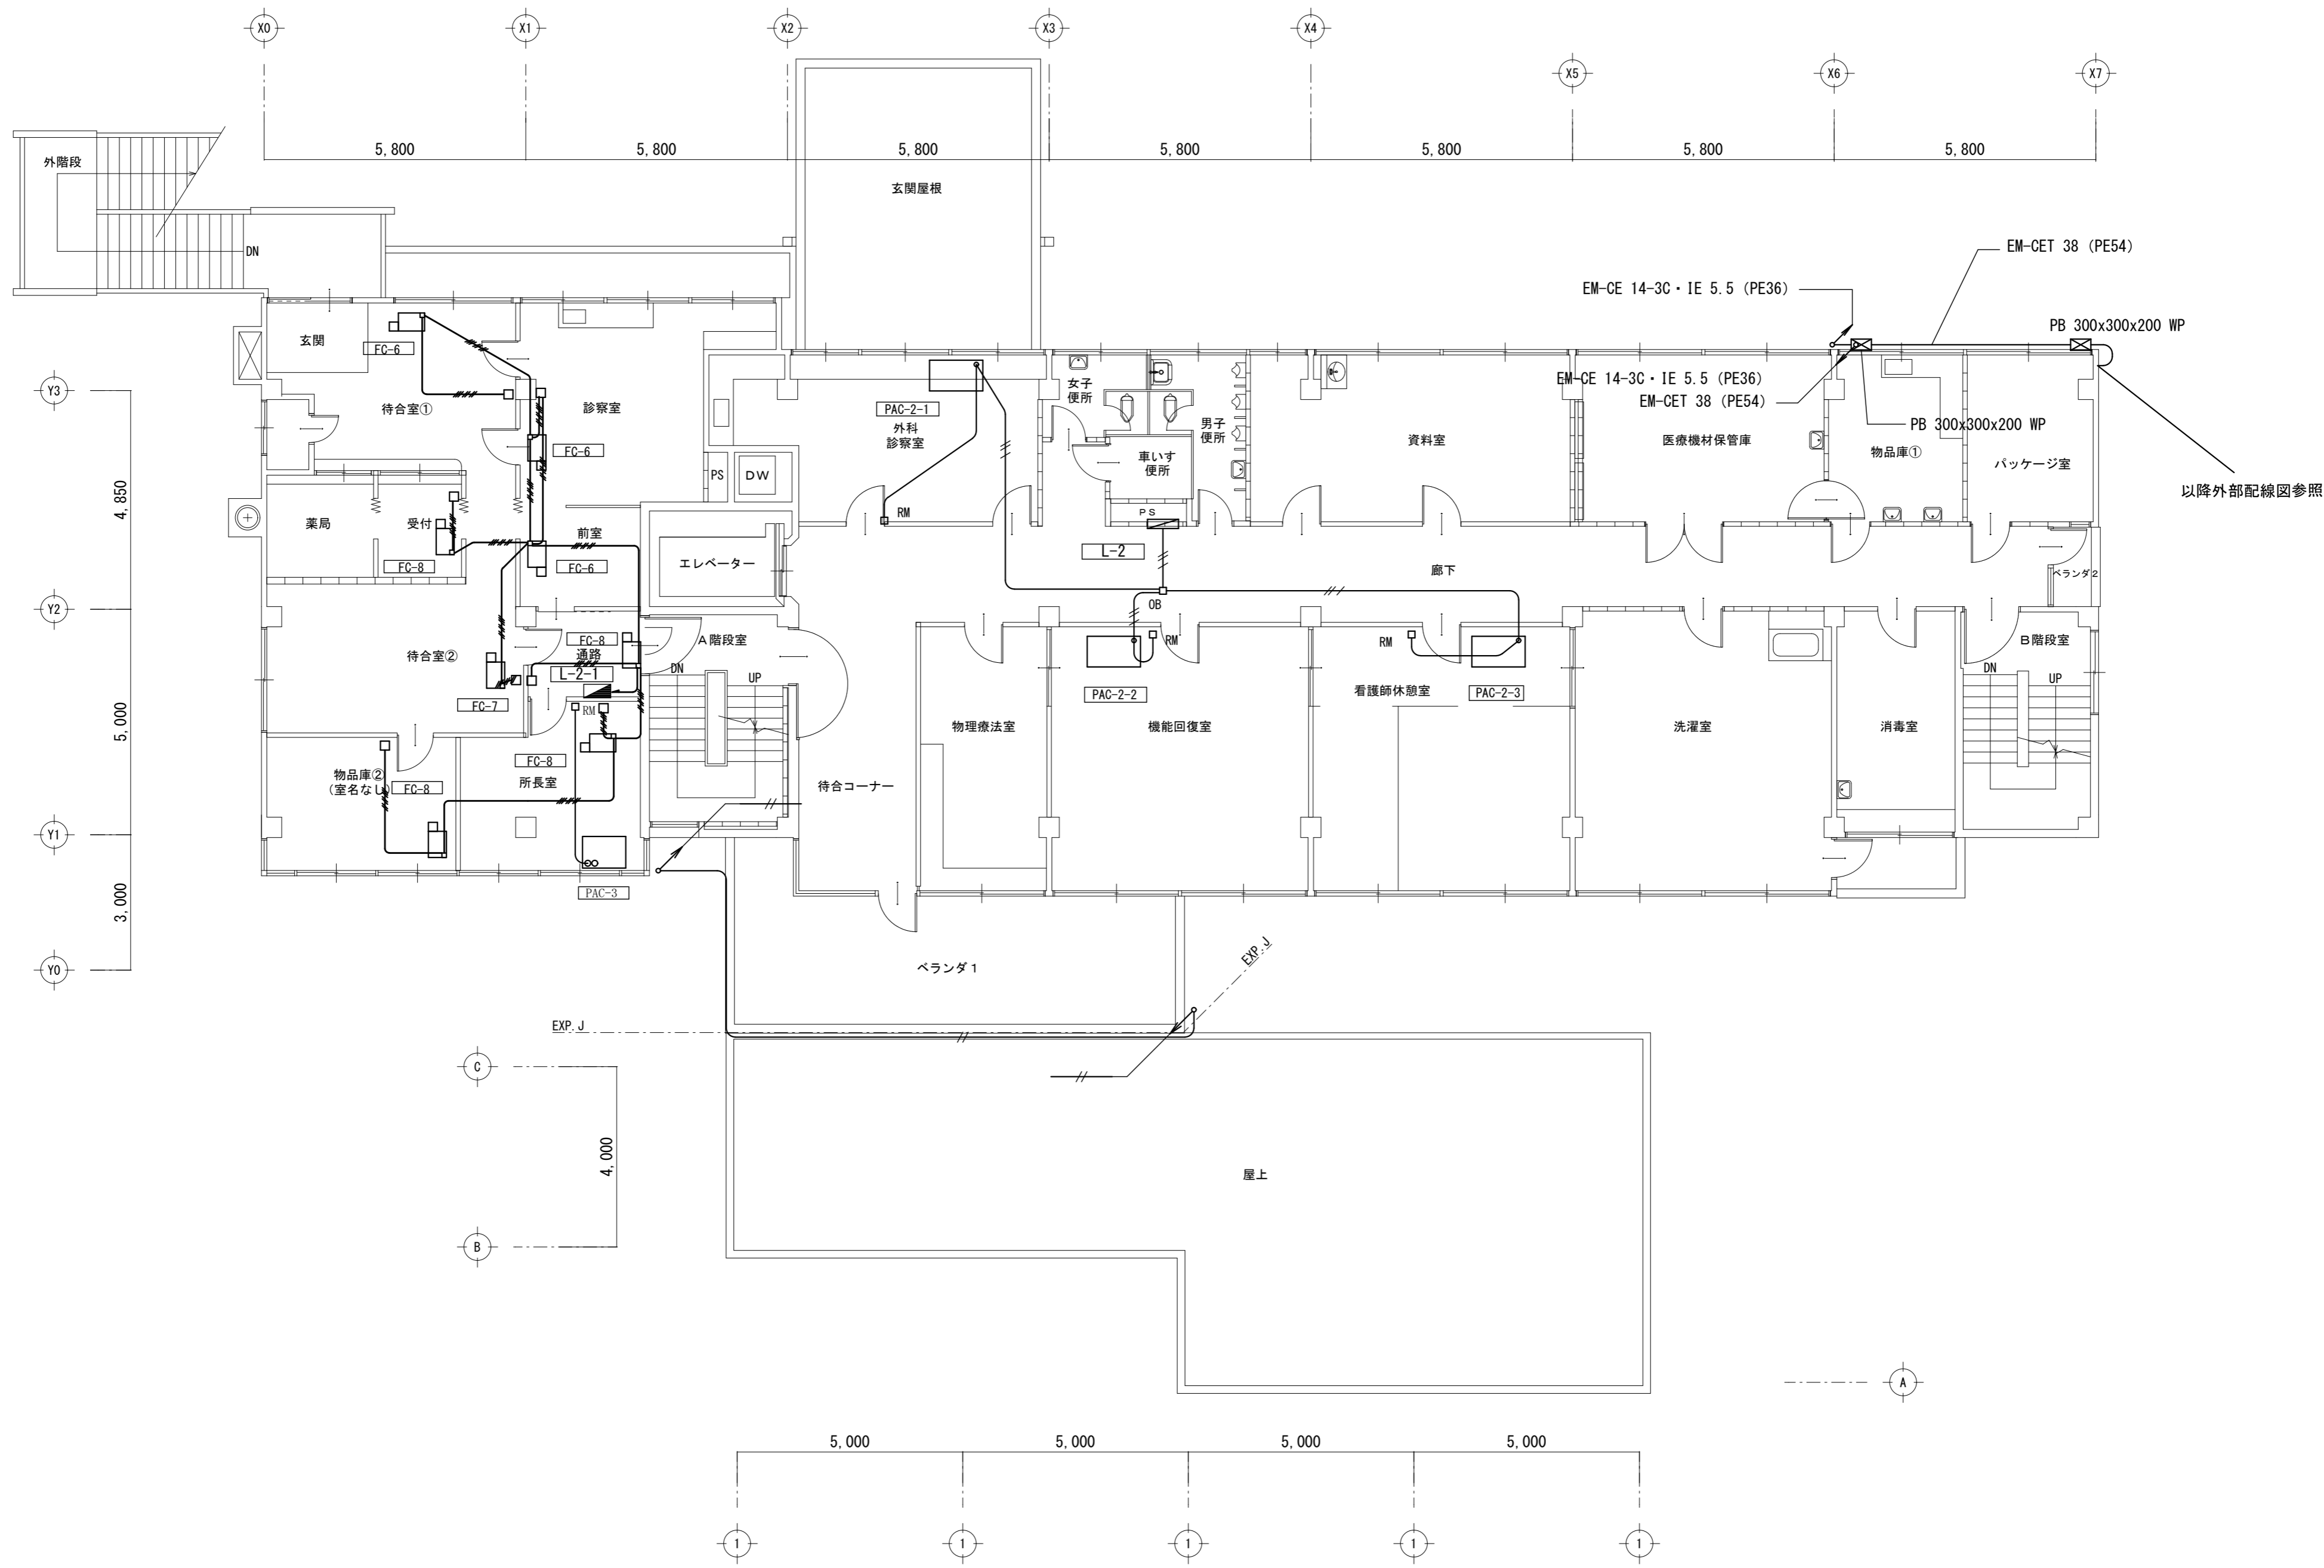 X0
X1
X2
X3
X4
X5
X6
X7
5,800
5,800
5,800
5,800
5,800
5,800
5,800
外階段
DN
玄関屋根
EM-CET 38 (PE54)
EM-CE 14-3C・IE 5.5 (PE36)
PB 300x300x200 WP
玄関
FC-6
Y3
待合室①
診察室
PAC-2-1
外科
診察室
女子
便所
男子
便所
車いす
便所
資料室
EM-CE 14-3C・IE 5.5 (PE36)
EM-CET 38 (PE54)
PB 300x300x200 WP
医療機材保管庫
物品庫①
パッケージ室
以降外部配線図参照
FC-6
PS
DW
4,850
薬局
受付
RM
PS
前室
L-2
FC-8
FC-6
エレベーター
廊下
ベランダ2
Y2
OB
FC-8
通路
A階段室
RM
RM
B階段室
待合室②
L-2-1
DN
UP
DN
UP
PAC-2-2
看護師休憩室
PAC-2-3
FC-7
RM
5,000
物理療法室
機能回復室
洗濯室
消毒室
FC-8
物品庫②
(室名なし)
FC-8
所長室
待合コーナー
Y1
PAC-3
3,000
Y0
ベランダ1
EXP.J
EXP.J
C
4,000
B
屋上
A
5,000
5,000
5,000
5,000
1
1
1
1
1